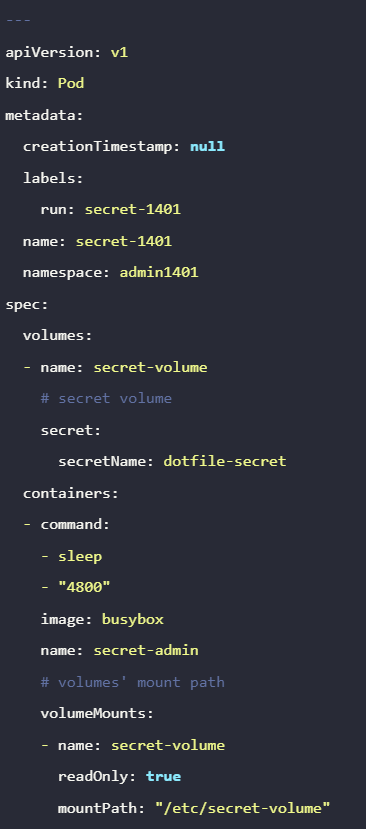 ---
apiVersion: v1
kind: Pod
metadata:
  creationTimestamp: null
  labels:
    run: secret-1401
  name: secret-1401
  namespace: admin1401
spec:
  volumes:
  - name: secret-volume
    # secret volume
    secret:
      secretName: dotfile-secret
  containers:
  - command:
    - sleep
    - "4800"
    image: busybox
    name: secret-admin
    # volumes' mount path
    volumeMounts:
    - name: secret-volume
      readOnly: true
      mountPath: "/etc/secret-volume"